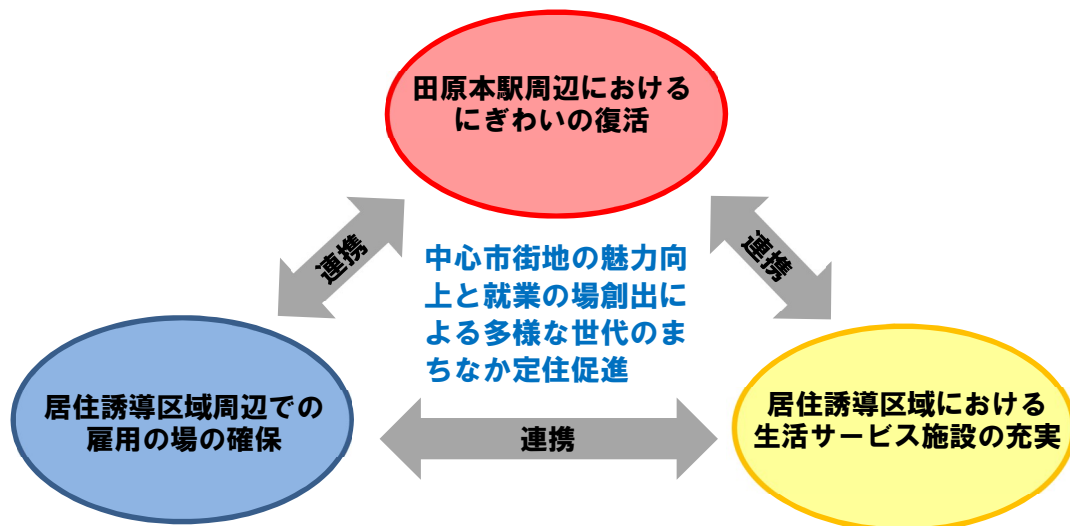 田原本駅周辺における
にぎわいの復活
連携
連携
中心市街地の魅力向
上と就業の場創出に
よる多様な世代のま
ちなか定住促進
居住誘導区域周辺での
雇用の場の確保
連携
居住誘導区域における
生活サービス施設の充実